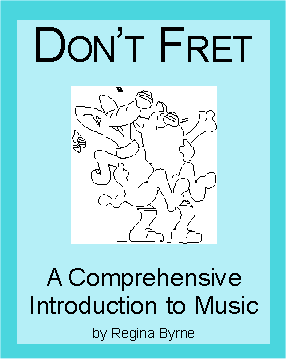 DON'T FRET
A Comprehensive
Introduction to Music
by Regina Byrne